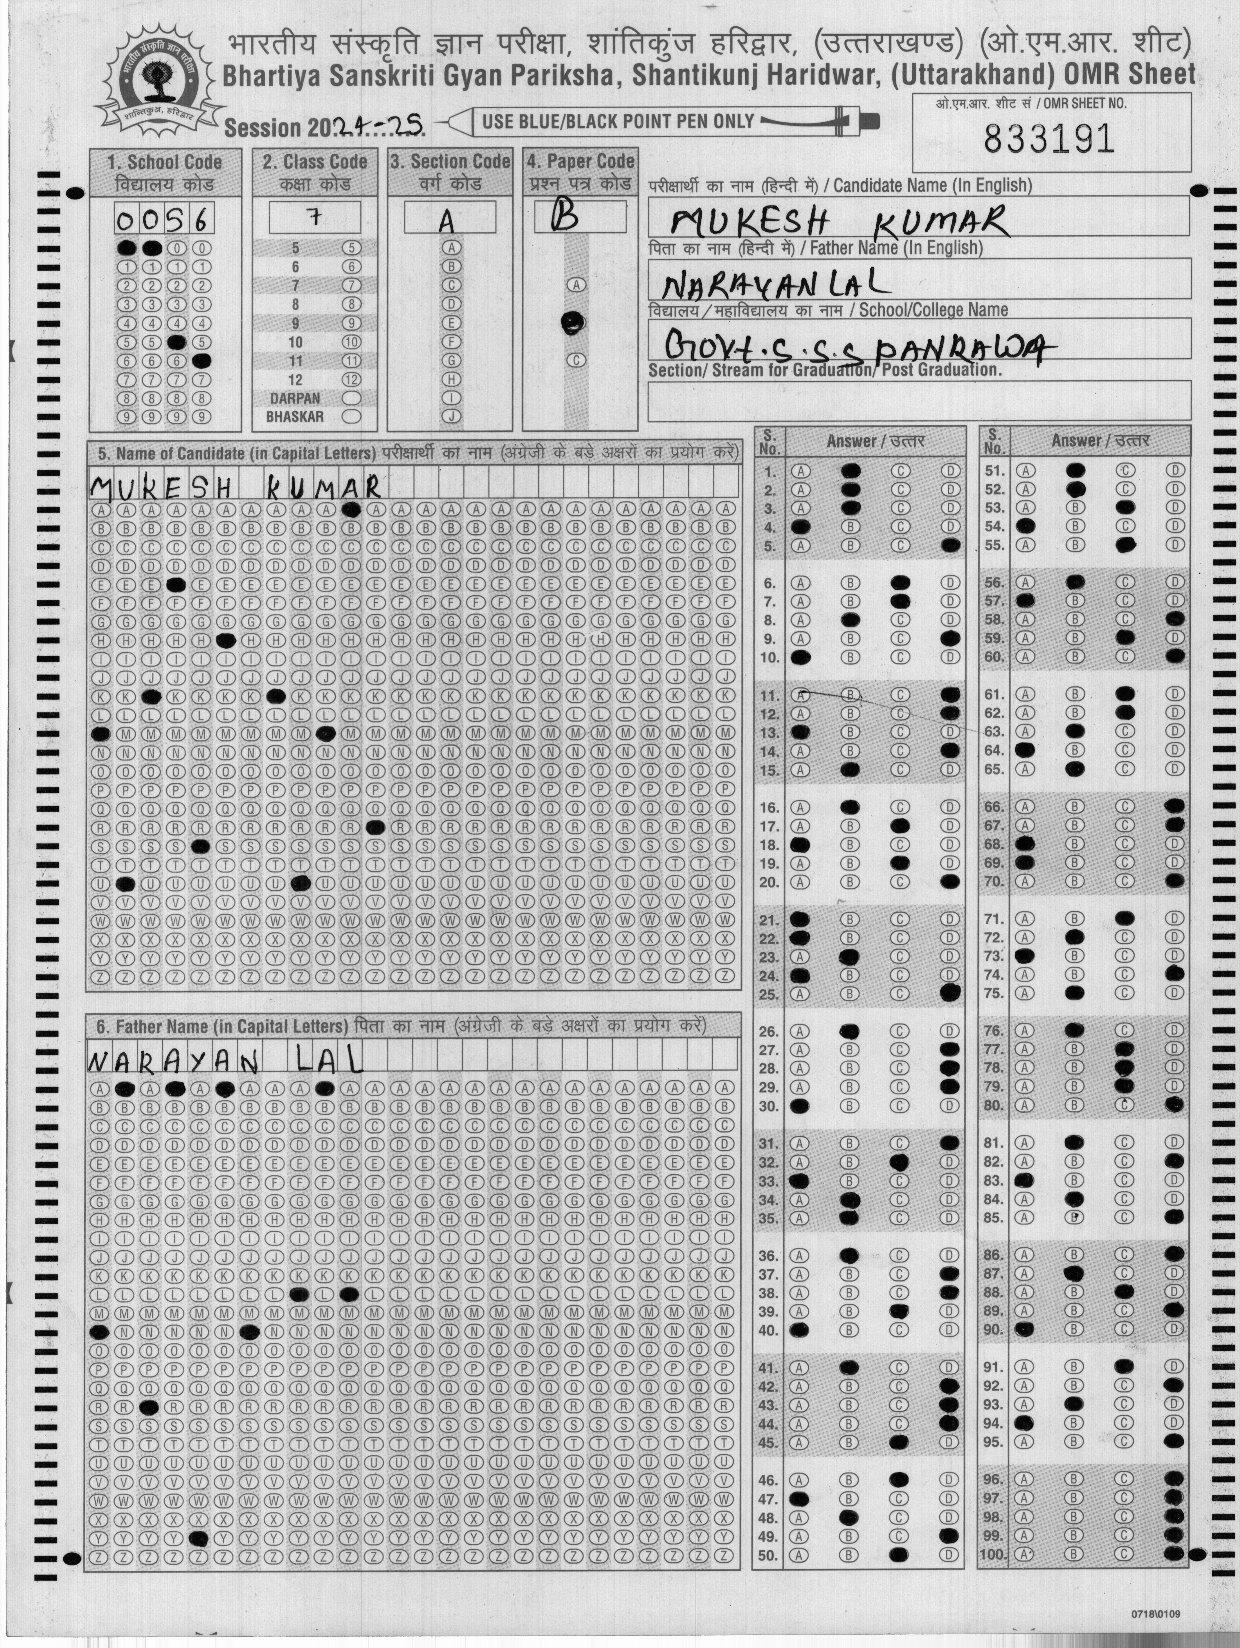 भारतीय संस्कृति ज्ञान परीक्षा, शांतिकुंज हरिद्वार, (उत्तराखण्ड) (ओ.एम.आर. शीट)
Bhartiya Sanskriti Gyan Pariksha, Shantikunj Haridwar, (Uttarakhand) OMR Sheet
Session 2024-25
USE BLUE/BLACK POINT PEN ONLY
ओ.एम.आर. शीट सं / OMR SHEET NO.
833191
1. School Code
विद्यालय कोड
0056
2. Class Code
कक्षा कोड
7
5 6 7 8 9 10 11 12
DARPAN
BHASKAR
3. Section Code
वर्ग कोड
A
A B C D E F G H I J
4. Paper Code
प्रश्न पत्र कोड
B
A
C
परीक्षार्थी का नाम (हिन्दी में) / Candidate Name (In English)
MUKESH KUMAR
पिता का नाम (हिन्दी में) / Father Name (In English)
NARAYAN LAL
विद्यालय/महाविद्यालय का नाम / School/College Name
GOVt.S.S.S DANRAWA
Section/ Stream for Graduation/ Post Graduation.
5. Name of Candidate (in Capital Letters) परीक्षार्थी का नाम (अंग्रेजी के बड़े अक्षरों का प्रयोग करें)
MUKESH KUMAR
6. Father Name (in Capital Letters) पिता का नाम (अंग्रेजी के बड़े अक्षरों का प्रयोग करें)
NARAYAN LAL
S. No. Answer / उत्तर
S. No. Answer / उत्तर
0718\0109